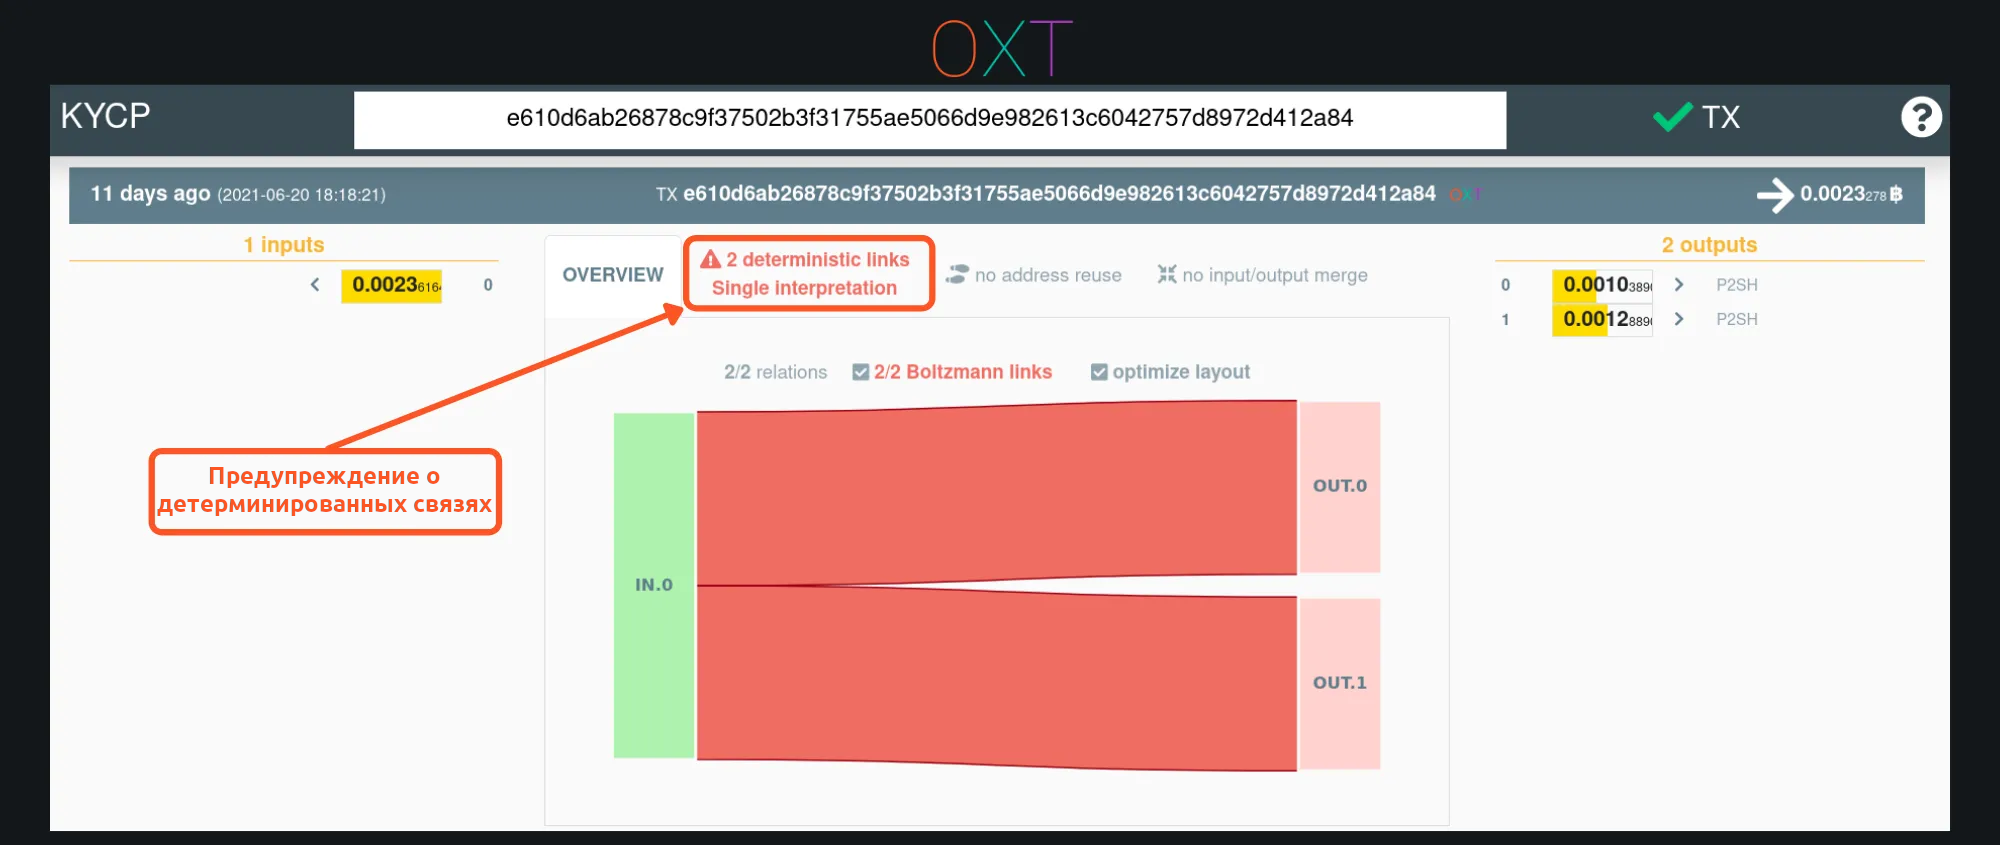 OXT
KYCP
e610d6ab26878c9f37502b3f31755ae5066d9e982613c6042757d8972d412a84
TX
?
11 days ago (2021-06-20 18:18:21)
TX e610d6ab26878c9f37502b3f31755ae5066d9e982613c6042757d8972d412a84 OXT
0.0023278 ฿
1 inputs
0.0023616 0
OVERVIEW
2 deterministic links
Single interpretation
no address reuse
no input/output merge
2 outputs
0 0.0010389 P2SH
1 0.0012889 P2SH
2/2 relations
2/2 Boltzmann links
optimize layout
Предупреждение о
детерминированных связях
IN.0
OUT.0
OUT.1